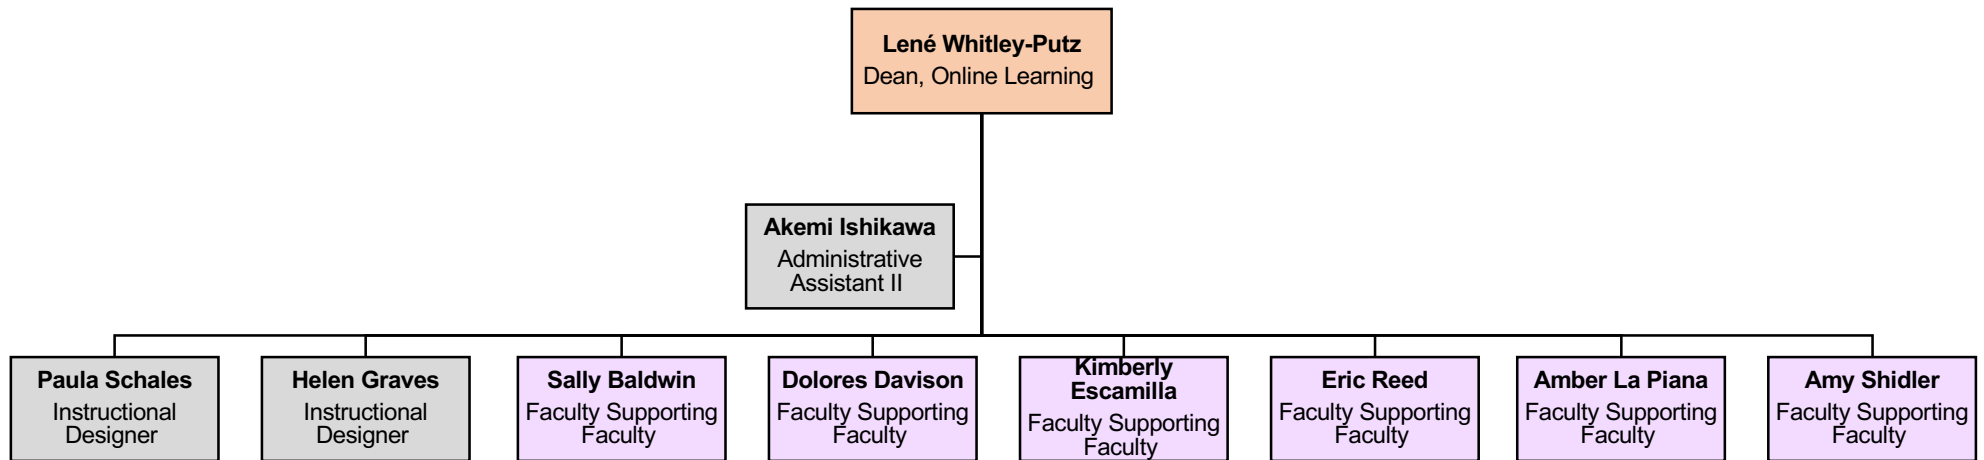 Lené Whitley-Putz
Dean, Online Learning
Akemi Ishikawa
Administrative
Assistant II
Paula Schales
Instructional
Designer
Helen Graves
Instructional
Designer
Sally Baldwin
Faculty Supporting
Faculty
Dolores Davison
Faculty Supporting
Faculty
Kimberly
Escamilla
Faculty Supporting
Faculty
Eric Reed
Faculty Supporting
Faculty
Amber La Piana
Faculty Supporting
Faculty
Amy Shidler
Faculty Supporting
Faculty